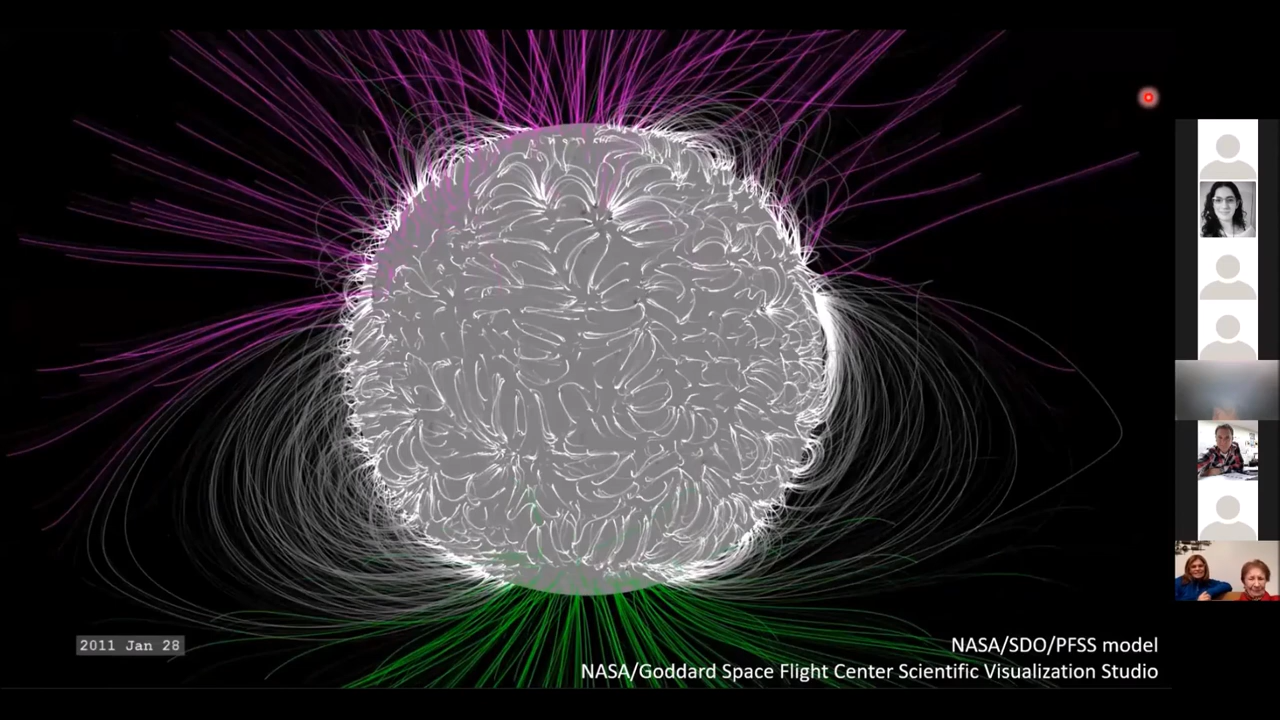 2011 Jan 28
NASA/SDO/PFSS model
NASA/Goddard Space Flight Center Scientific Visualization Studio